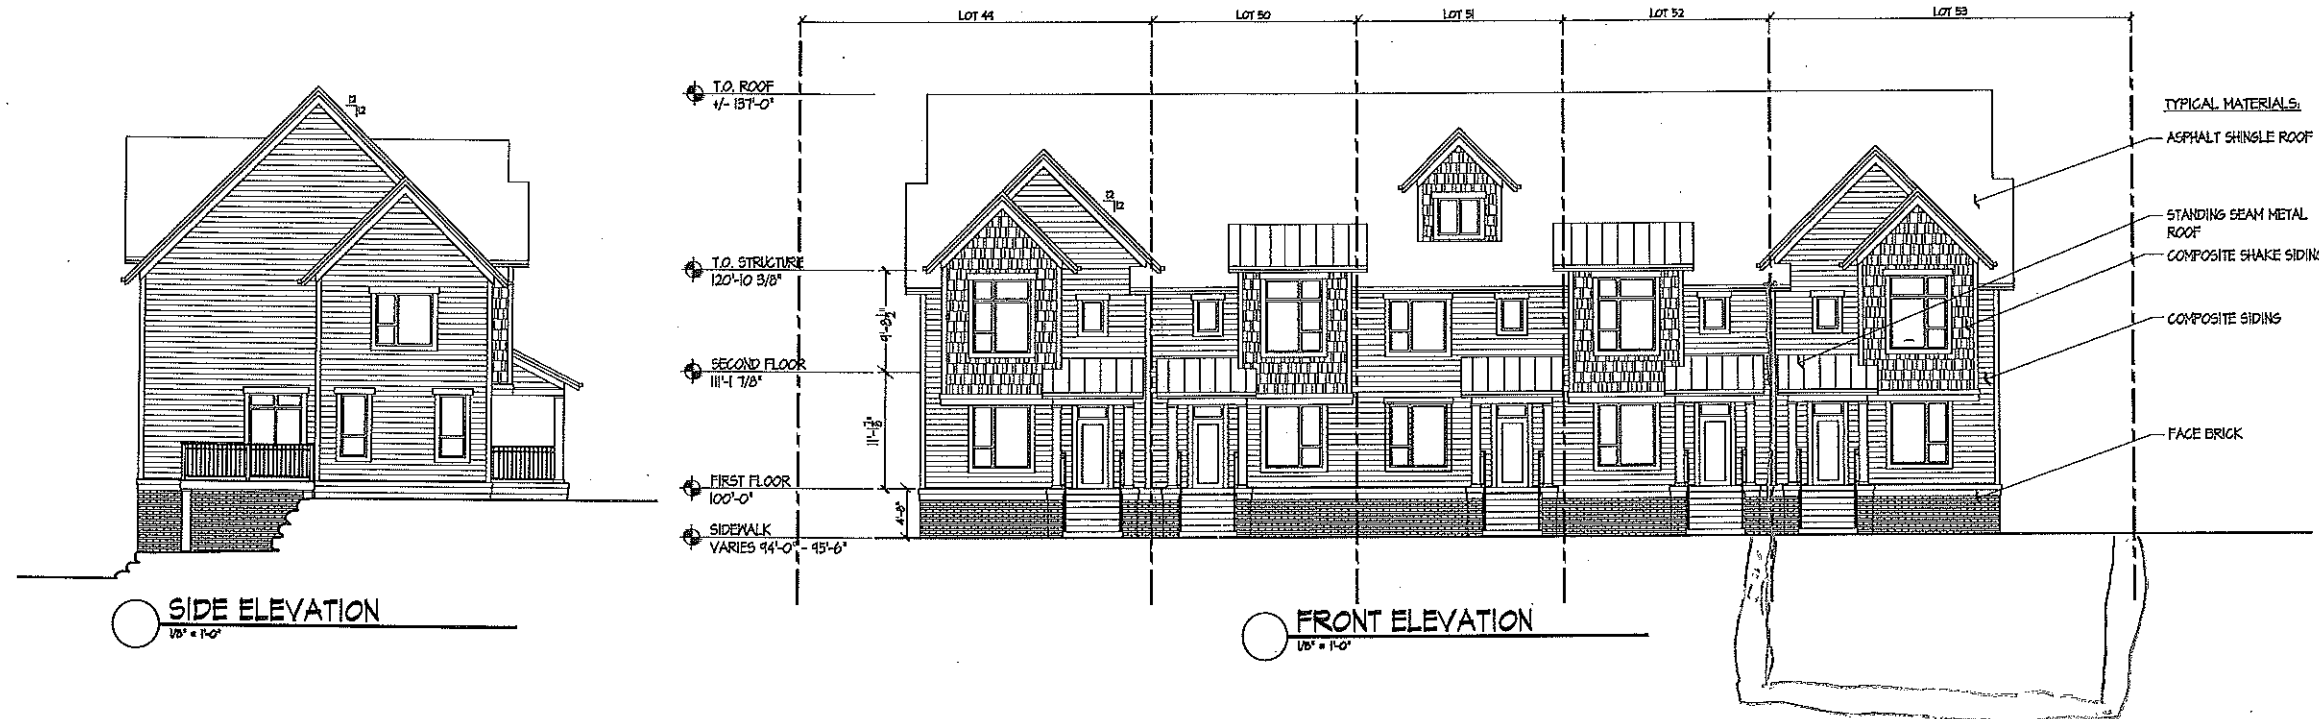 LOT 49
LOT 50
LOT 51
LOT 52
LOT 53
T.O. ROOF
+/- 137'-0"
T.O. STRUCTURE
120'-10 3/8"
SECOND FLOOR
111'-1 7/8"
FIRST FLOOR
100'-0"
SIDEWALK
VARIES 94'-0" - 95'-6"
12
12
12
12
4'-8"
TYPICAL MATERIALS:
ASPHALT SHINGLE ROOF
STANDING SEAM METAL
ROOF
COMPOSITE SHAKE SIDING
COMPOSITE SIDING
FACE BRICK
SIDE ELEVATION
1/8" = 1'-0"
FRONT ELEVATION
1/8" = 1'-0"